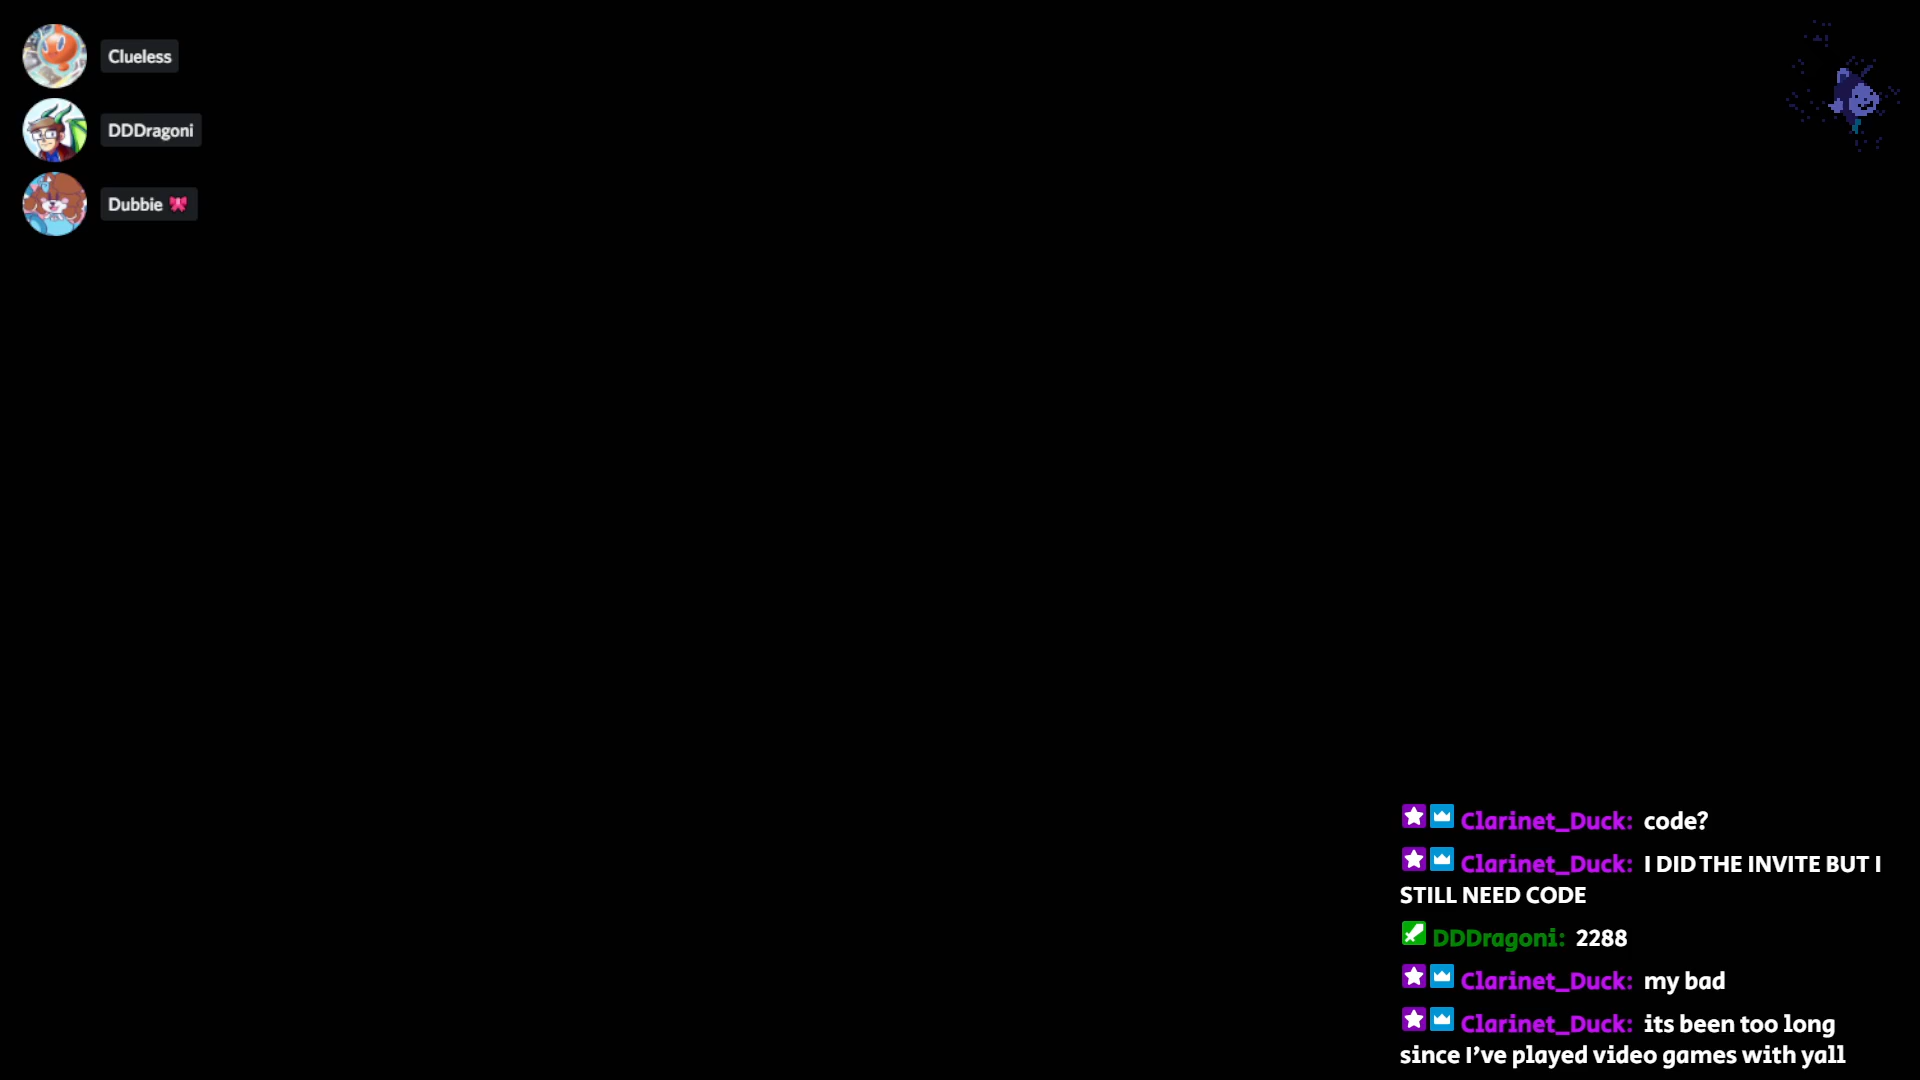 Clueless
DDDragoni
Dubbie 🎀
Clarinet_Duck: code?
Clarinet_Duck: I DID THE INVITE BUT I
STILL NEED CODE
DDDragoni: 2288
Clarinet_Duck: my bad
Clarinet_Duck: its been too long
since I've played video games with yall